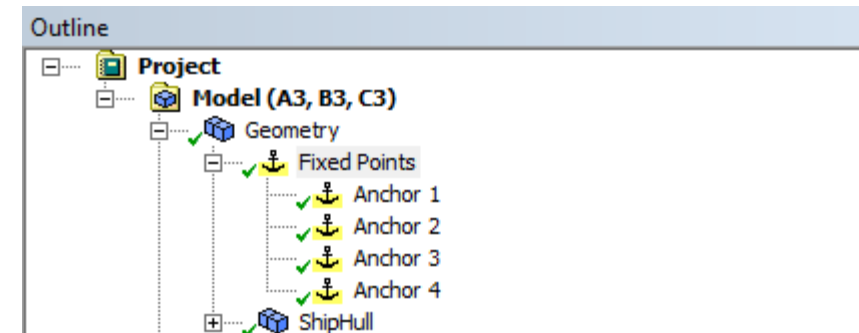 Outline
Project
Model (A3, B3, C3)
Geometry
Fixed Points
Anchor 1
Anchor 2
Anchor 3
Anchor 4
ShipHull